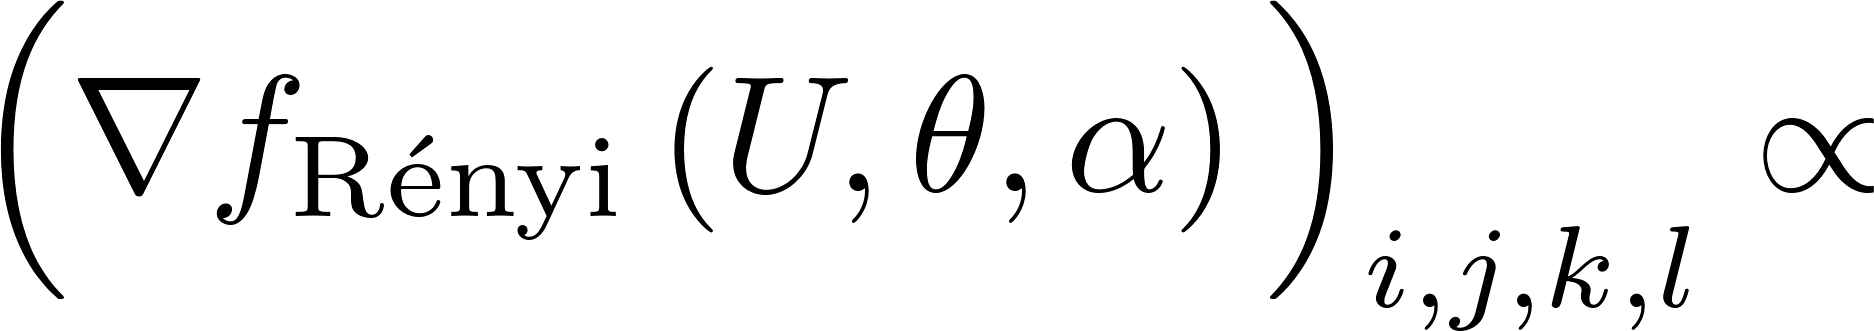 (∇f_Rényi (U, θ, α))_{i,j,k,l} ∝